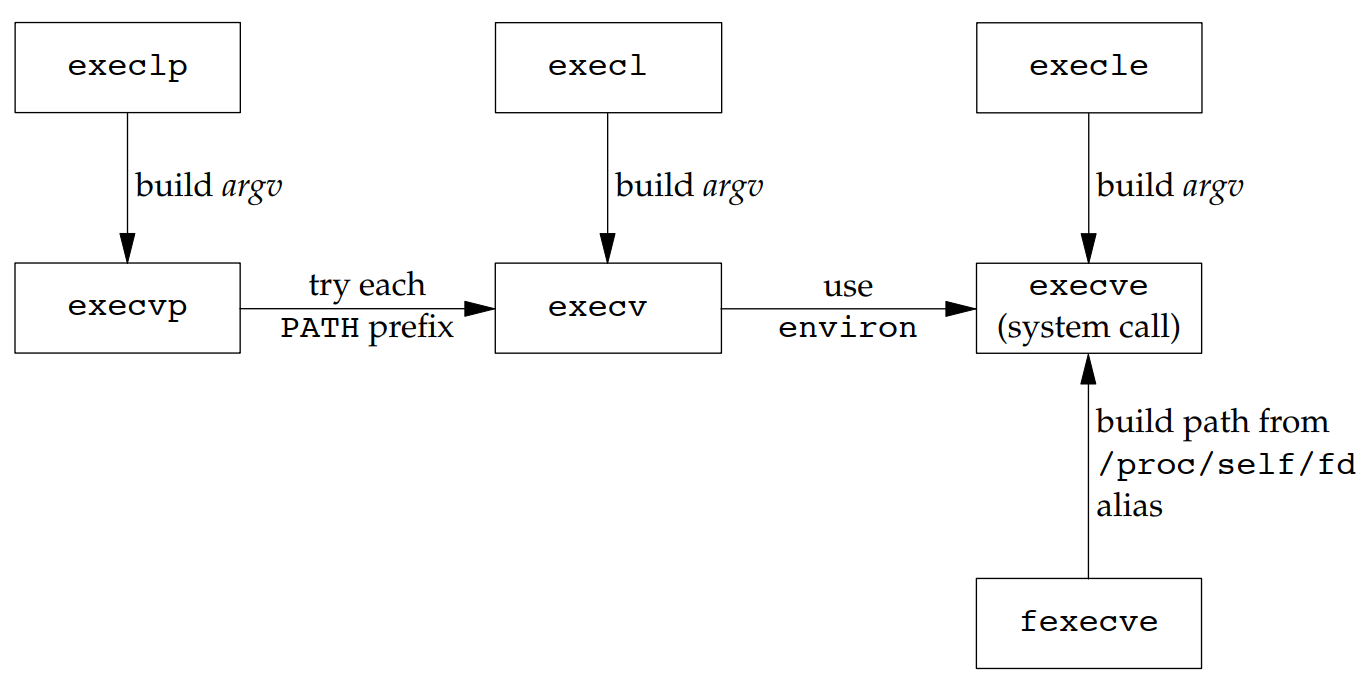 execlp
execl
execle
build argv
build argv
build argv
execvp
try each
PATH prefix
execv
use
environ
execve
(system call)
build path from
/proc/self/fd
alias
fexecve